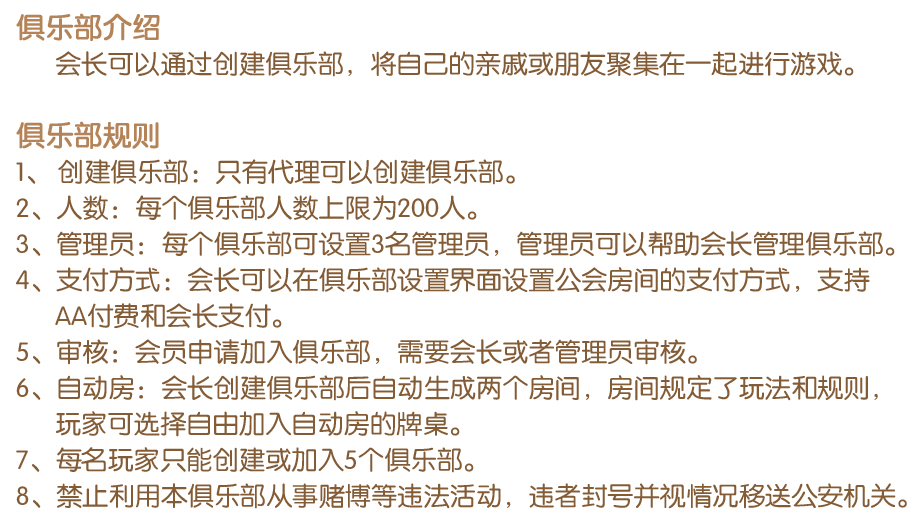 俱乐部介绍
会长可以通过创建俱乐部，将自己的亲戚或朋友聚集在一起进行游戏。
俱乐部规则
1、 创建俱乐部：只有代理可以创建俱乐部。
2、人数：每个俱乐部人数上限为200人。
3、管理员：每个俱乐部可设置3名管理员，管理员可以帮助会长管理俱乐部。
4、支付方式：会长可以在俱乐部设置界面设置公会房间的支付方式，支持
AA付费和会长支付。
5、审核：会员申请加入俱乐部，需要会长或者管理员审核。
6、自动房：会长创建俱乐部后自动生成两个房间，房间规定了玩法和规则，
玩家可选择自由加入自动房的牌桌。
7、每名玩家只能创建或加入5个俱乐部。
8、禁止利用本俱乐部从事赌博等违法活动，违者封号并视情况移送公安机关。